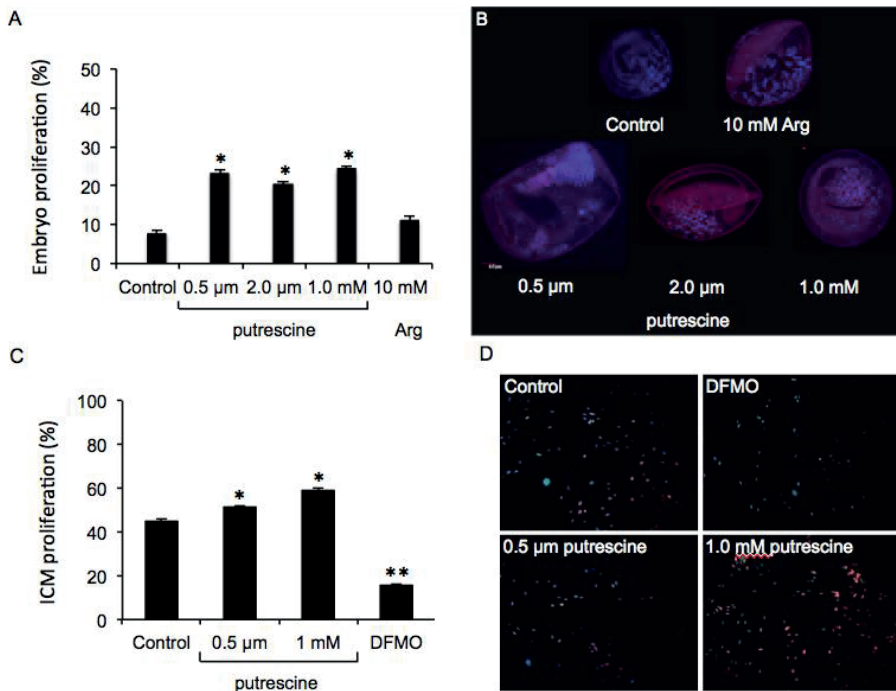 A
Embryo proliferation (%)
50
40
30
20
10
0
Control 0.5 μm 2.0 μm 1.0 mM 10 mM
putrescine Arg
* * *
B
Control 10 mM Arg
0.5 μm 2.0 μm 1.0 mM
putrescine
C
ICM proliferation (%)
100
80
60
40
20
0
Control 0.5 μm 1 mM DFMO
putrescine
* * **
D
Control DFMO
0.5 μm putrescine 1.0 mM putrescine